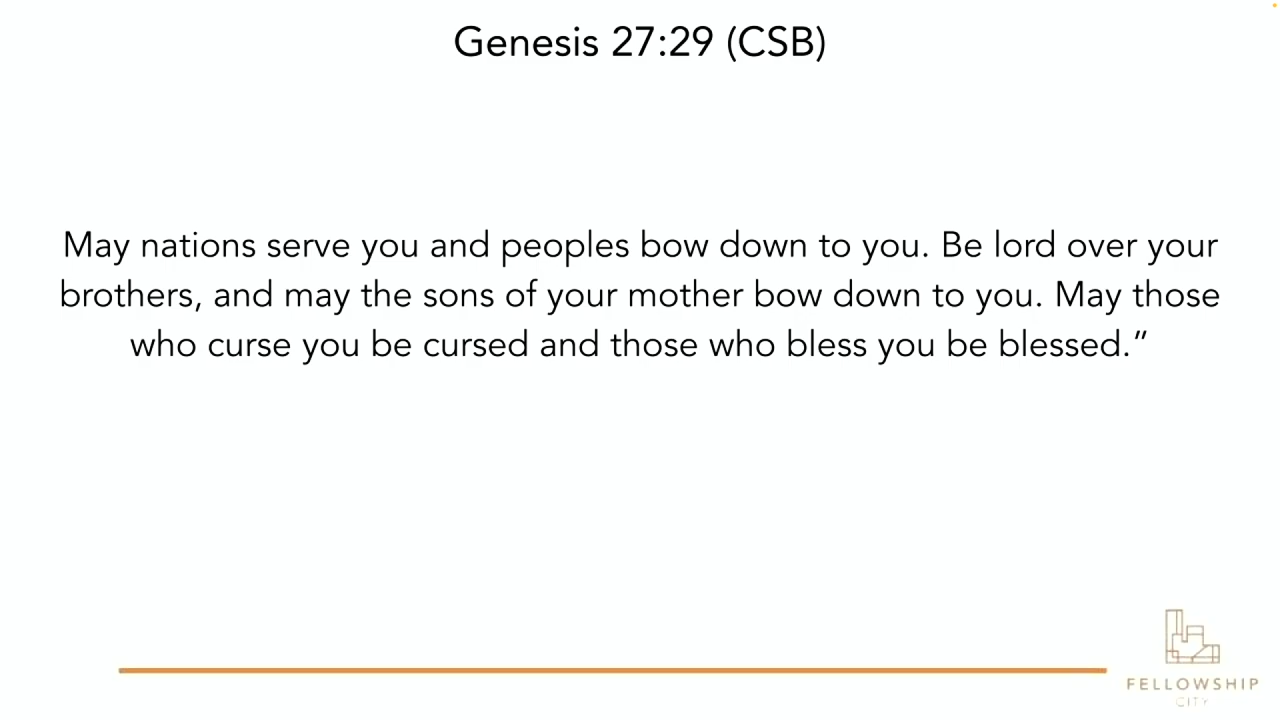 Genesis 27:29 (CSB)
May nations serve you and peoples bow down to you. Be lord over your
brothers, and may the sons of your mother bow down to you. May those
who curse you be cursed and those who bless you be blessed.”
FELLOWSHIP
CITY